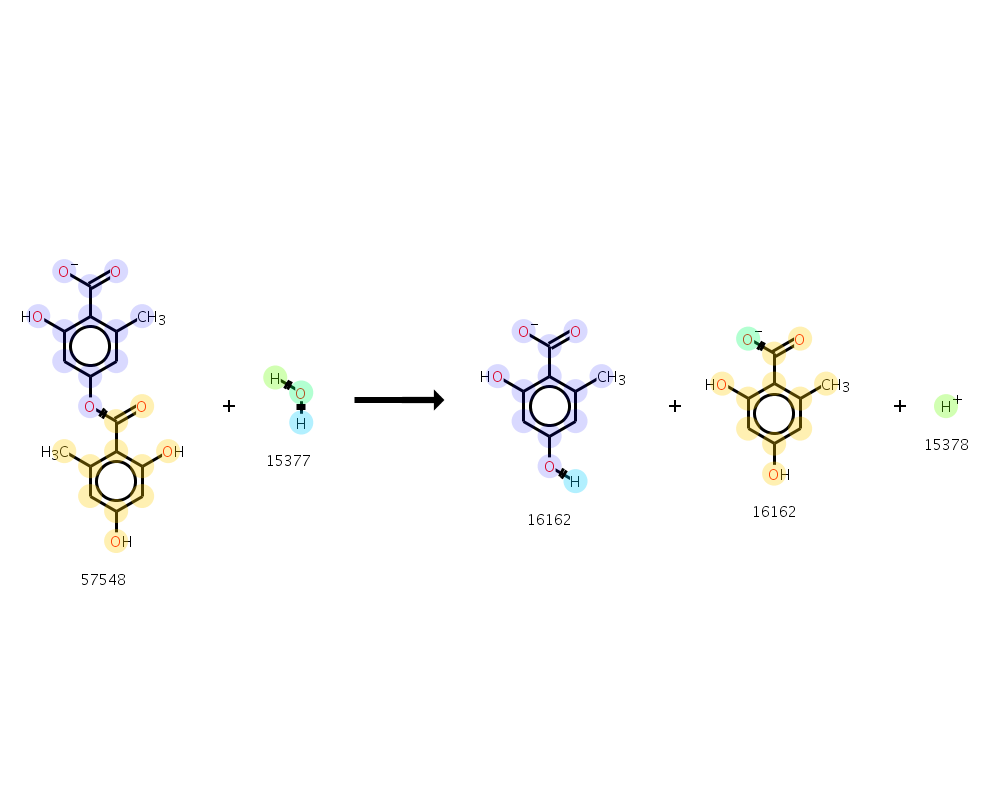 O− O
HO CH3
O O
H3C OH
OH
57548
+
H
O
H
15377
O− O
HO CH3
O H
16162
+
O− O
HO CH3
OH
16162
+
H+
15378